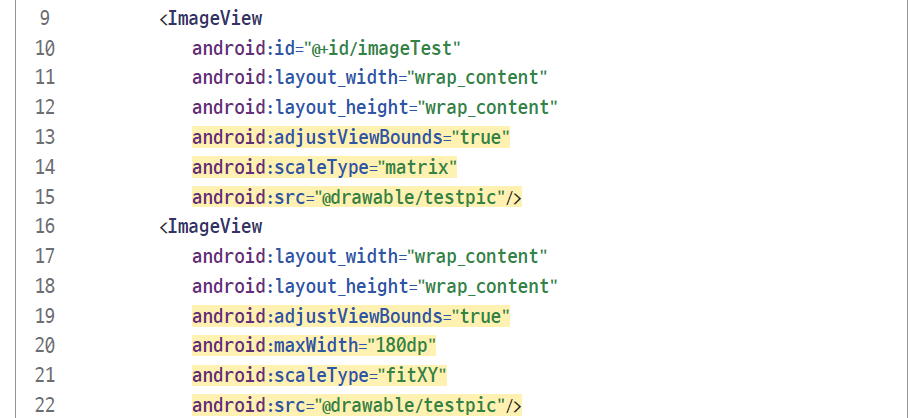 9 <ImageView
10 android:id="@+id/imageTest"
11 android:layout_width="wrap_content"
12 android:layout_height="wrap_content"
13 android:adjustViewBounds="true"
14 android:scaleType="matrix"
15 android:src="@drawable/testpic"/>
16 <ImageView
17 android:layout_width="wrap_content"
18 android:layout_height="wrap_content"
19 android:adjustViewBounds="true"
20 android:maxWidth="180dp"
21 android:scaleType="fitXY"
22 android:src="@drawable/testpic"/>